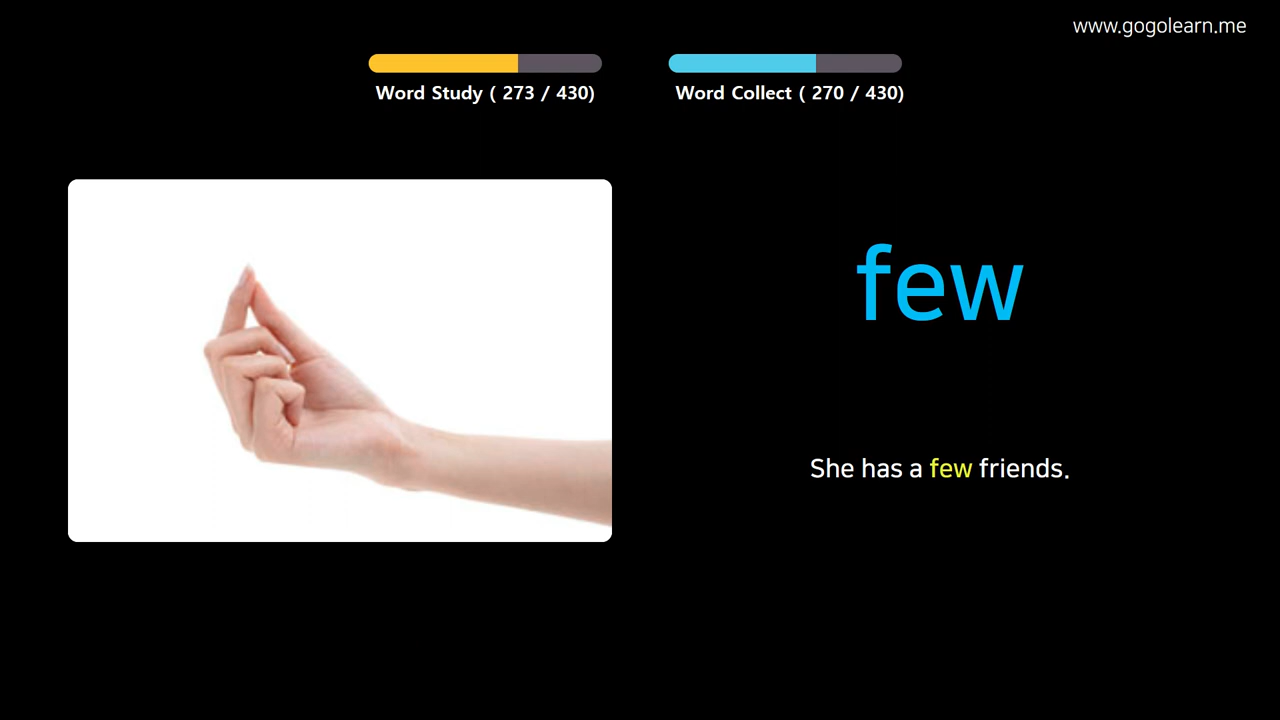 www.gogolearn.me
Word Study ( 273 / 430)
Word Collect ( 270 / 430)
few
She has a few friends.